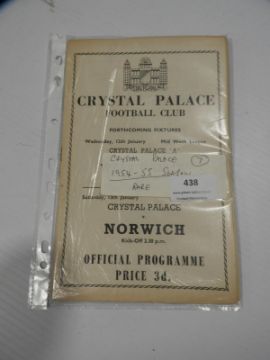 CRYSTAL PALACE
FOOTBALL CLUB
FORTHCOMING FIXTURES
Wednesday, 12th January Mid Week League
CRYSTAL PALACE "A"
CRYSTAL PALACE
1954-55 SEASON
438
RARE
Saturday, 15th January
CRYSTAL PALACE
v
NORWICH
Kick-Off 2.30 p.m.
OFFICIAL PROGRAMME
PRICE 3d.